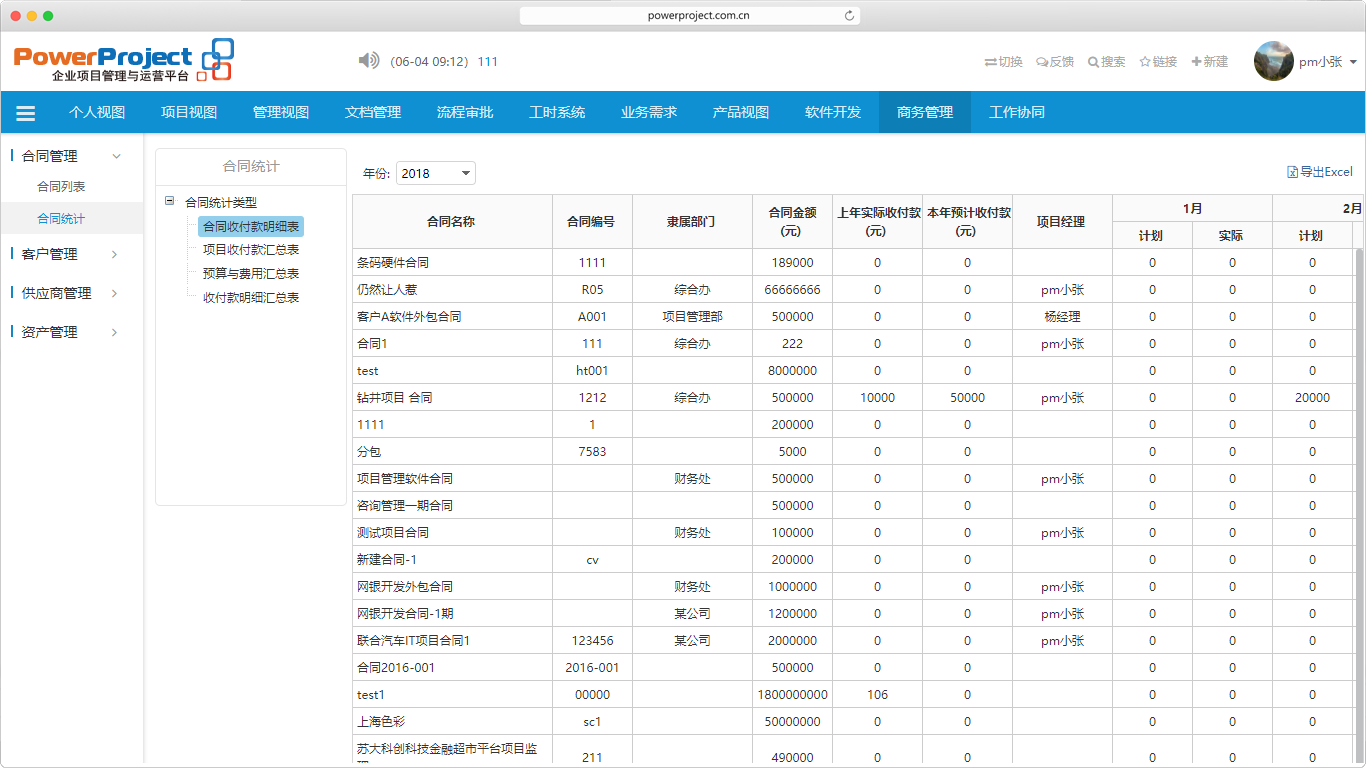 powerproject.com.cn
PowerProject
企业项目管理与运营平台
(06-04 09:12) 111
切换 反馈 搜索 链接 新建 pm小张
个人视图 项目视图 管理视图 文档管理 流程审批 工时系统 业务需求 产品视图 软件开发 商务管理 工作协同
合同管理
合同列表
合同统计
客户管理
供应商管理
资产管理
合同统计
合同统计类型
合同收付款明细表
项目收付款汇总表
预算与费用汇总表
收付款明细汇总表
年份: 2018
导出Excel
合同名称 合同编号 隶属部门 合同金额(元) 上年实际收付款(元) 本年预计收付款(元) 项目经理 1月 2月
计划 实际 计划
条码硬件合同 1111 189000 0 0 0 0 0
仍然让人惹 R05 综合办 66666666 0 0 pm小张 0 0 0
客户A软件外包合同 A001 项目管理部 500000 0 0 杨经理 0 0 0
合同1 111 综合办 222 0 0 pm小张 0 0 0
test ht001 8000000 0 0 0 0 0
钻井项目 合同 1212 综合办 500000 10000 50000 pm小张 0 0 20000
1111 1 200000 0 0 0 0 0
分包 7583 5000 0 0 0 0 0
项目管理软件合同 财务处 500000 0 0 pm小张 0 0 0
咨询管理一期合同 500000 0 0 0 0 0
测试项目合同 财务处 100000 0 0 pm小张 0 0 0
新建合同-1 cv 200000 0 0 0 0 0
网银开发外包合同 财务处 1000000 0 0 pm小张 0 0 0
网银开发合同-1期 某公司 1200000 0 0 pm小张 0 0 0
联合汽车IT项目合同1 123456 某公司 2000000 0 0 pm小张 0 0 0
合同2016-001 2016-001 500000 0 0 0 0 0
test1 00000 1800000000 106 0 0 0 0
上海色彩 sc1 50000000 0 0 0 0 0
苏大科创科技金融超市平台项目监 211 490000 0 0 0 0 0